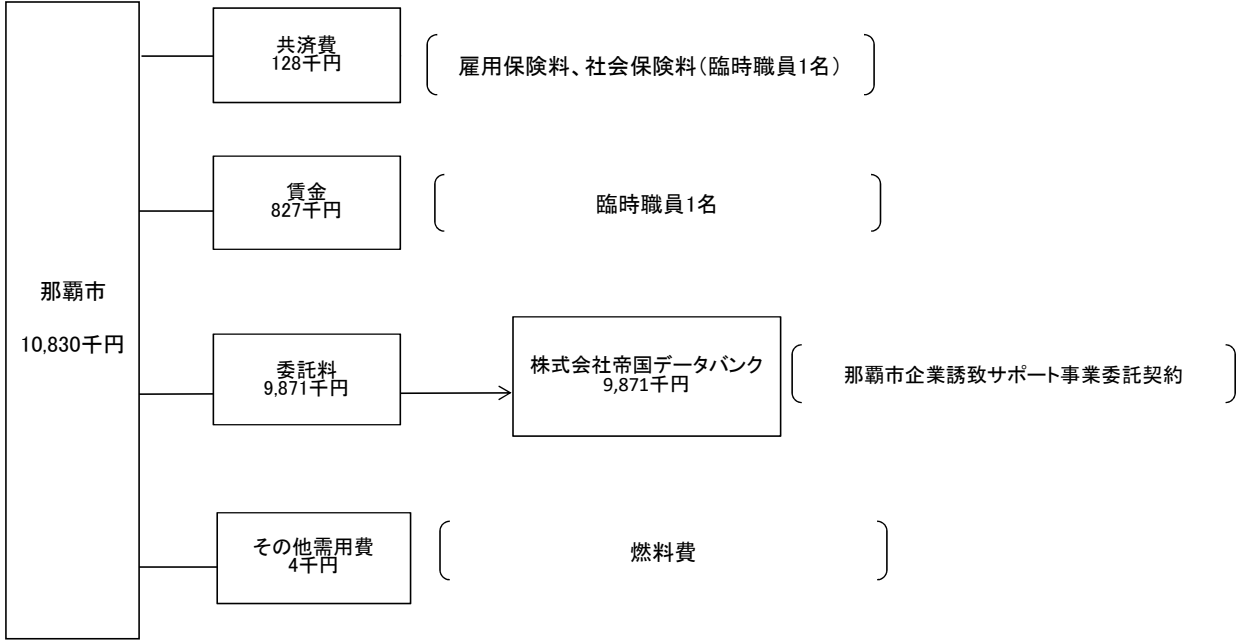 共済費
128千円
雇用保険料、社会保険料(臨時職員1名)
賃金
827千円
臨時職員1名
那覇市
10,830千円
委託料
9,871千円
株式会社帝国データバンク
9,871千円
那覇市企業誘致サポート事業委託契約
その他需用費
4千円
燃料費